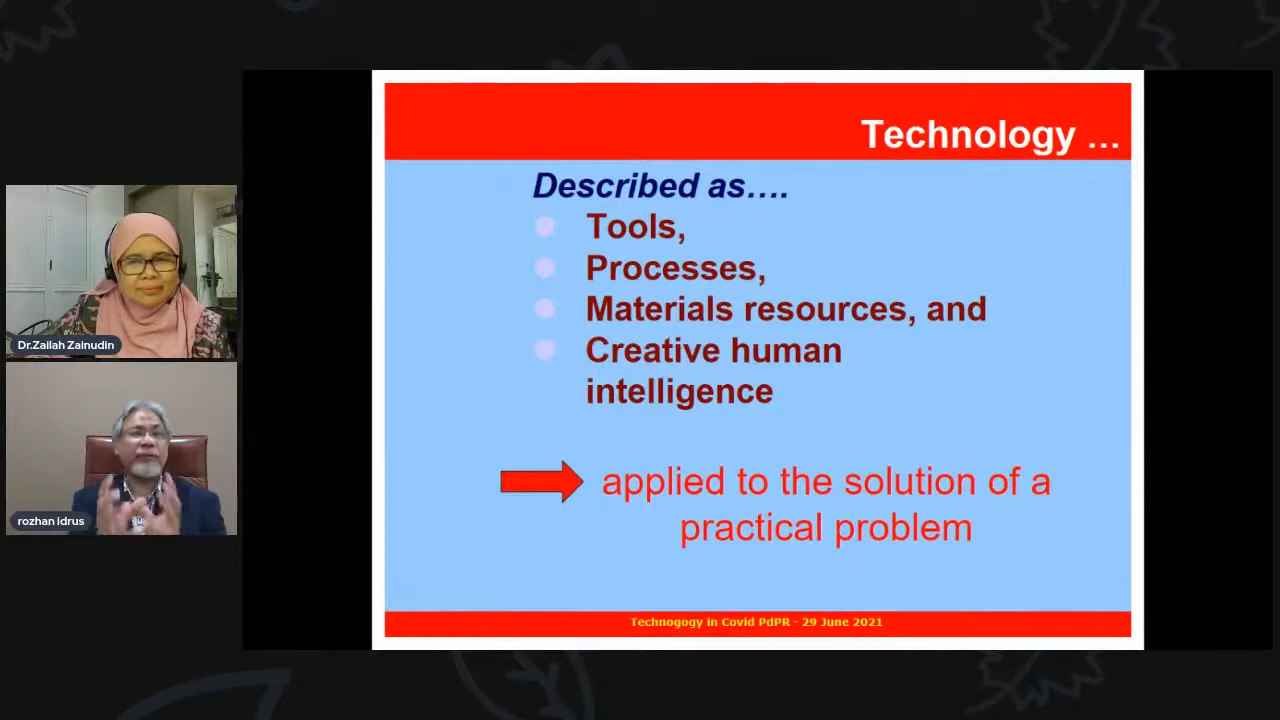 Technology ...
Described as....
Tools,
Processes,
Materials resources, and
Creative human
intelligence
applied to the solution of a
practical problem
Technogogy in Covid PdPR - 29 June 2021
Dr.Zailah Zainudin
rozhan idrus